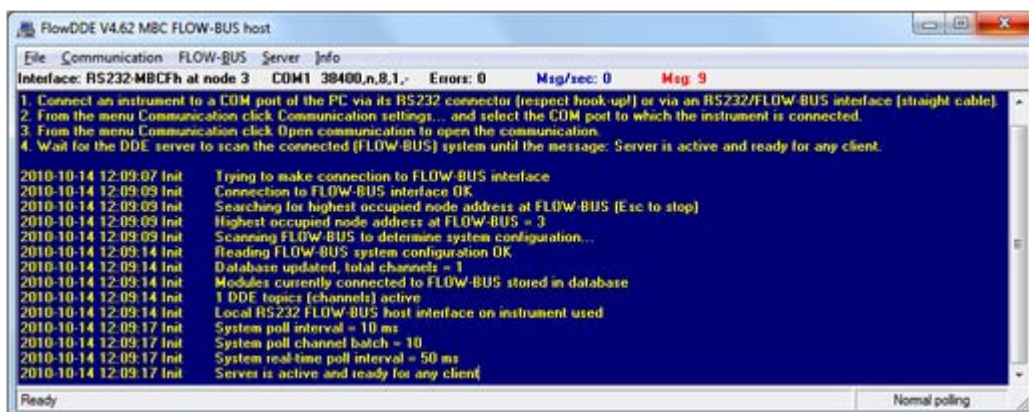 FlowDDE V4.62 MBC FLOW-BUS host
File Communication FLOW-BUS Server Info
Interface: RS232-MBCFh at node 3 COM1 38400,n,8,1,- Errors: 0 Msg/sec: 0 Msg: 9
1. Connect an instrument to a COM port of the PC via its RS232 connector (respect hook-up!) or via an RS232/FLOW-BUS interface (straight cable).
2. From the menu Communication click Communication settings... and select the COM port to which the instrument is connected.
3. From the menu Communication click Open communication to open the communication.
4. Wait for the DDE server to scan the connected (FLOW-BUS) system until the message: Server is active and ready for any client.
2010-10-14 12:09:07 Init Trying to make connection to FLOW-BUS interface
2010-10-14 12:09:09 Init Connection to FLOW-BUS interface OK
2010-10-14 12:09:09 Init Searching for highest occupied node address at FLOW-BUS (Esc to stop)
2010-10-14 12:09:09 Init Highest occupied node address at FLOW-BUS = 3
2010-10-14 12:09:09 Init Scanning FLOW-BUS to determine system configuration...
2010-10-14 12:09:14 Init Reading FLOW-BUS system configuration OK
2010-10-14 12:09:14 Init Database updated, total channels = 1
2010-10-14 12:09:14 Init Modules currently connected to FLOW-BUS stored in database
2010-10-14 12:09:14 Init 1 DDE topics (channels) active
2010-10-14 12:09:14 Init Local RS232 FLOW-BUS host interface on instrument used
2010-10-14 12:09:17 Init System poll interval = 10 ms
2010-10-14 12:09:17 Init System poll channel batch = 10
2010-10-14 12:09:17 Init System real-time poll interval = 50 ms
2010-10-14 12:09:17 Init Server is active and ready for any client
Ready Normal polling